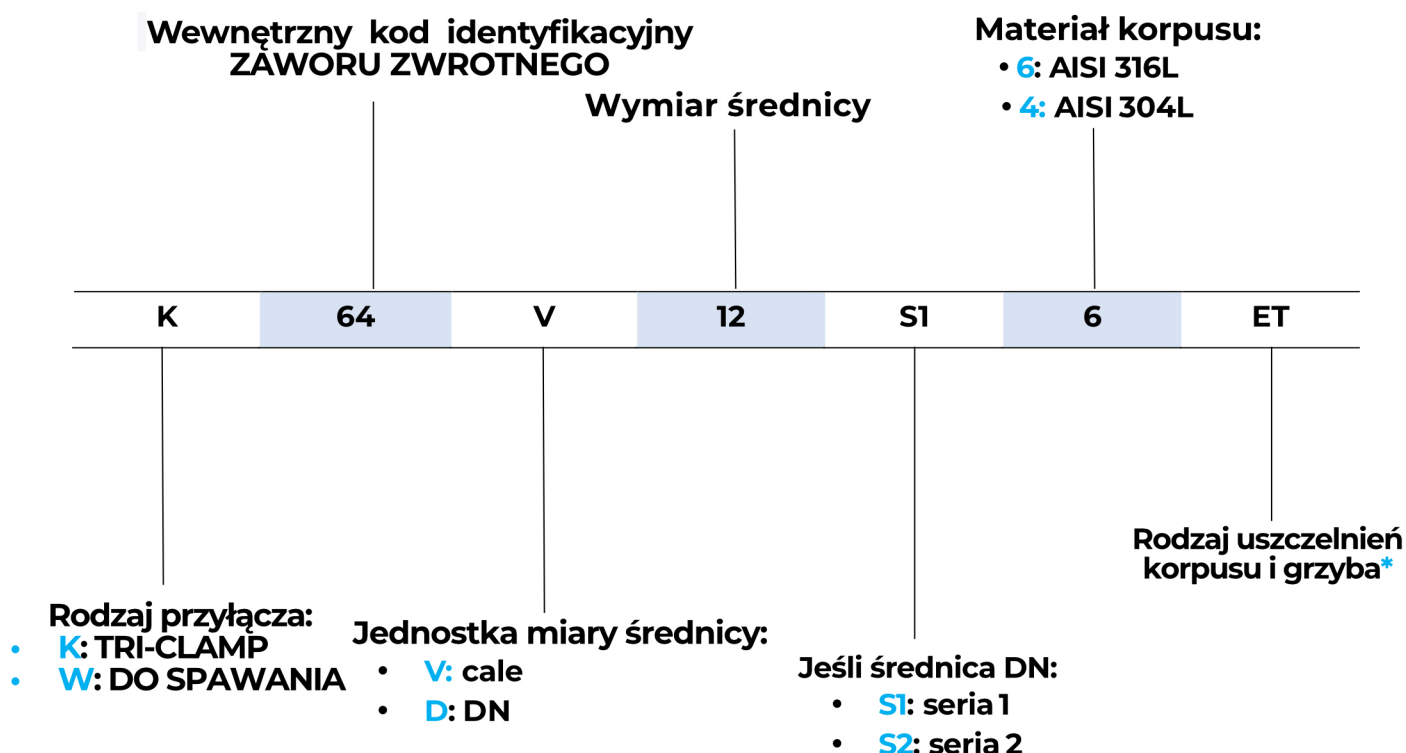 Wewnętrzny kod identyfikacyjny
ZAWORU ZWROTNEGO
Wymiar średnicy
Materiał korpusu:
• 6: AISI 316L
• 4: AISI 304L
K 64 V 12 S1 6 ET
Rodzaj przyłącza:
• K: TRI-CLAMP
• W: DO SPAWANIA
Jednostka miary średnicy:
• V: cale
• D: DN
Jeśli średnica DN:
• S1: seria 1
• S2: seria 2
Rodzaj uszczelnień
korpusu i grzyba*